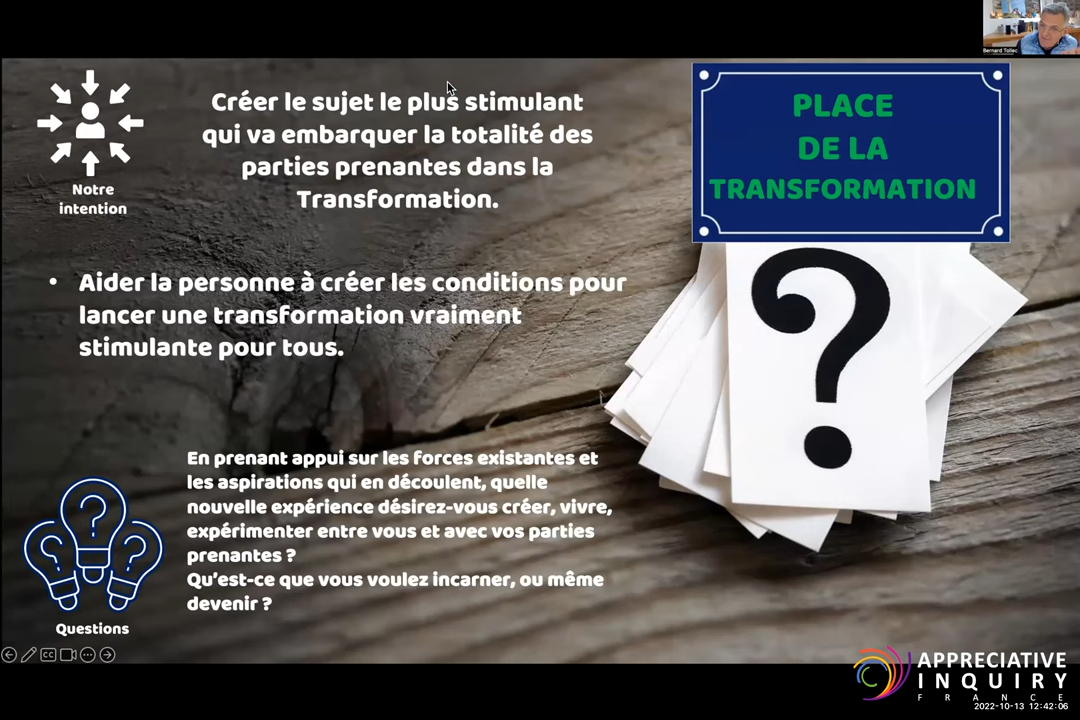 Bernard Tollec
Créer le sujet le plus stimulant
qui va embarquer la totalité des
parties prenantes dans la
Transformation.
Notre
intention
PLACE
DE LA
TRANSFORMATION
?
• Aider la personne à créer les conditions pour
lancer une transformation vraiment
stimulante pour tous.
En prenant appui sur les forces existantes et
les aspirations qui en découlent, quelle
nouvelle expérience désirez-vous créer, vivre,
expérimenter entre vous et avec vos parties
prenantes ?
Qu’est-ce que vous voulez incarner, ou même
devenir ?
? ? ?
Questions
CC
APPRECIATIVE
INQUIRY
FRANCE
2022-10-13 12:42:06